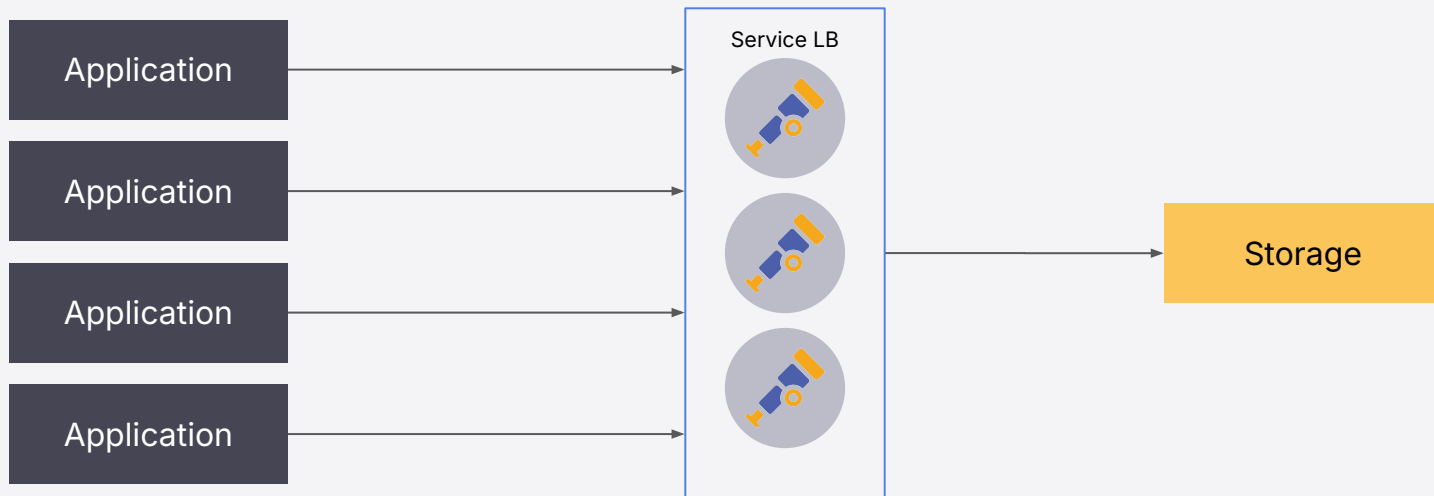 Application
Application
Application
Application
Service LB
Storage